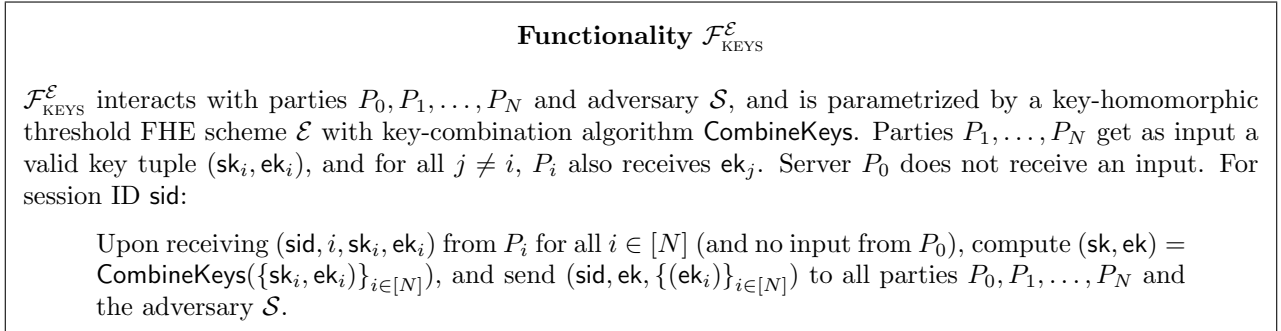 Functionality $\mathcal{F}^{\mathcal{E}}_{\text{KEYS}}$
$\mathcal{F}^{\mathcal{E}}_{\text{KEYS}}$ interacts with parties $P_0, P_1, \ldots, P_N$ and adversary $\mathcal{S}$, and is parametrized by a key-homomorphic
threshold FHE scheme $\mathcal{E}$ with key-combination algorithm CombineKeys. Parties $P_1, \ldots, P_N$ get as input a
valid key tuple $(\mathsf{sk}_i, \mathsf{ek}_i)$, and for all $j \neq i$, $P_i$ also receives $\mathsf{ek}_j$. Server $P_0$ does not receive an input. For
session ID sid:
Upon receiving $(\mathsf{sid}, i, \mathsf{sk}_i, \mathsf{ek}_i)$ from $P_i$ for all $i \in [N]$ (and no input from $P_0$), compute $(\mathsf{sk}, \mathsf{ek}) =$
$\mathsf{CombineKeys}(\{\mathsf{sk}_i, \mathsf{ek}_i)\}_{i \in [N]})$, and send $(\mathsf{sid}, \mathsf{ek}, \{(\mathsf{ek}_i)\}_{i \in [N]})$ to all parties $P_0, P_1, \ldots, P_N$ and
the adversary $\mathcal{S}$.